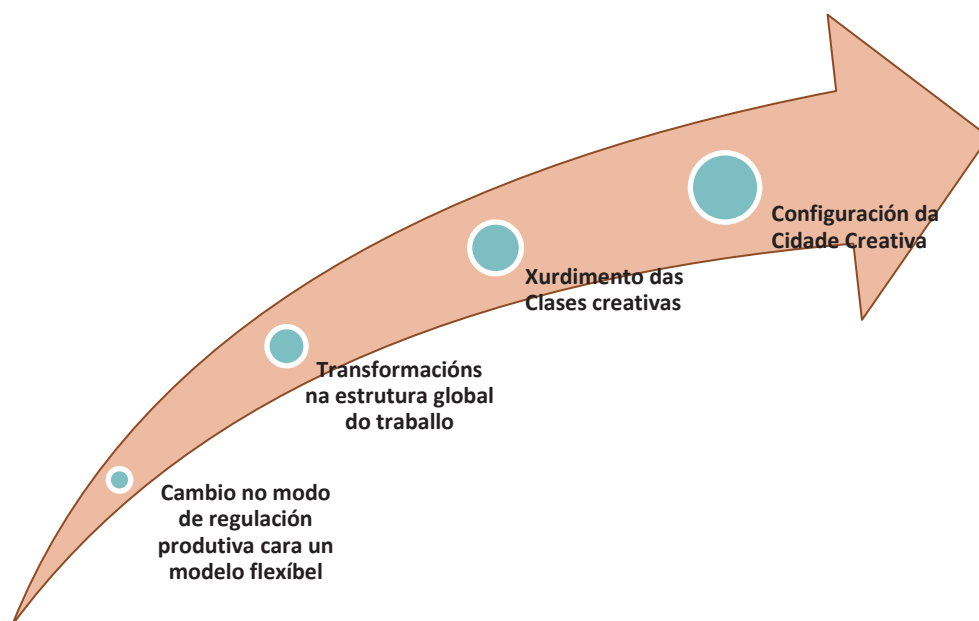 Configuración da
Cidade Creativa
Xurdimento das
Clases creativas
Transformacións
na estrutura global
do traballo
Cambio no modo
de regulación
produtiva cara un
modelo flexíbel